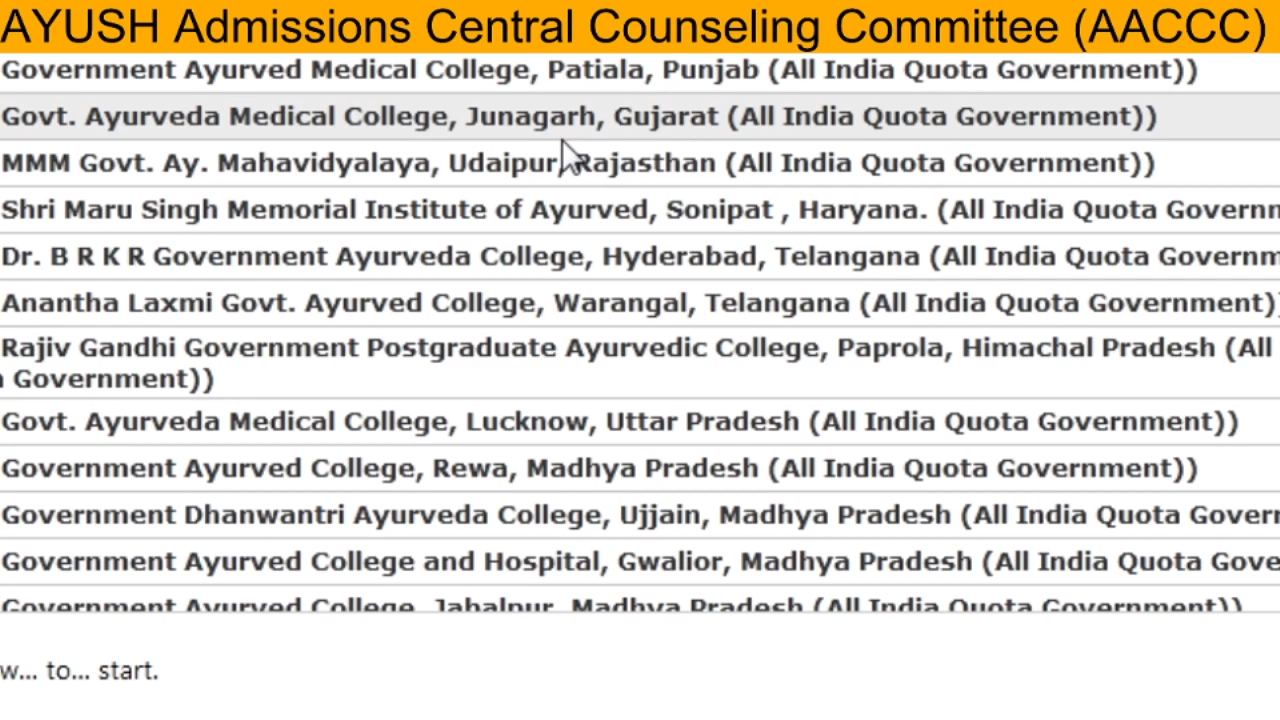 AYUSH Admissions Central Counseling Committee (AACCC)
Government Ayurved Medical College, Patiala, Punjab (All India Quota Government))
Govt. Ayurveda Medical College, Junagarh, Gujarat (All India Quota Government))
MMM Govt. Ay. Mahavidyalaya, Udaipur, Rajasthan (All India Quota Government))
Shri Maru Singh Memorial Institute of Ayurved, Sonipat , Haryana. (All India Quota Governn
Dr. B R K R Government Ayurveda College, Hyderabad, Telangana (All India Quota Governm
Anantha Laxmi Govt. Ayurved College, Warangal, Telangana (All India Quota Government)
Rajiv Gandhi Government Postgraduate Ayurvedic College, Paprola, Himachal Pradesh (All
Government))
Govt. Ayurveda Medical College, Lucknow, Uttar Pradesh (All India Quota Government))
Government Ayurved College, Rewa, Madhya Pradesh (All India Quota Government))
Government Dhanwantri Ayurveda College, Ujjain, Madhya Pradesh (All India Quota Govern
Government Ayurved College and Hospital, Gwalior, Madhya Pradesh (All India Quota Gove
Government Ayurved College, Jabalpur, Madhya Pradesh (All India Quota Government))
w... to... start.